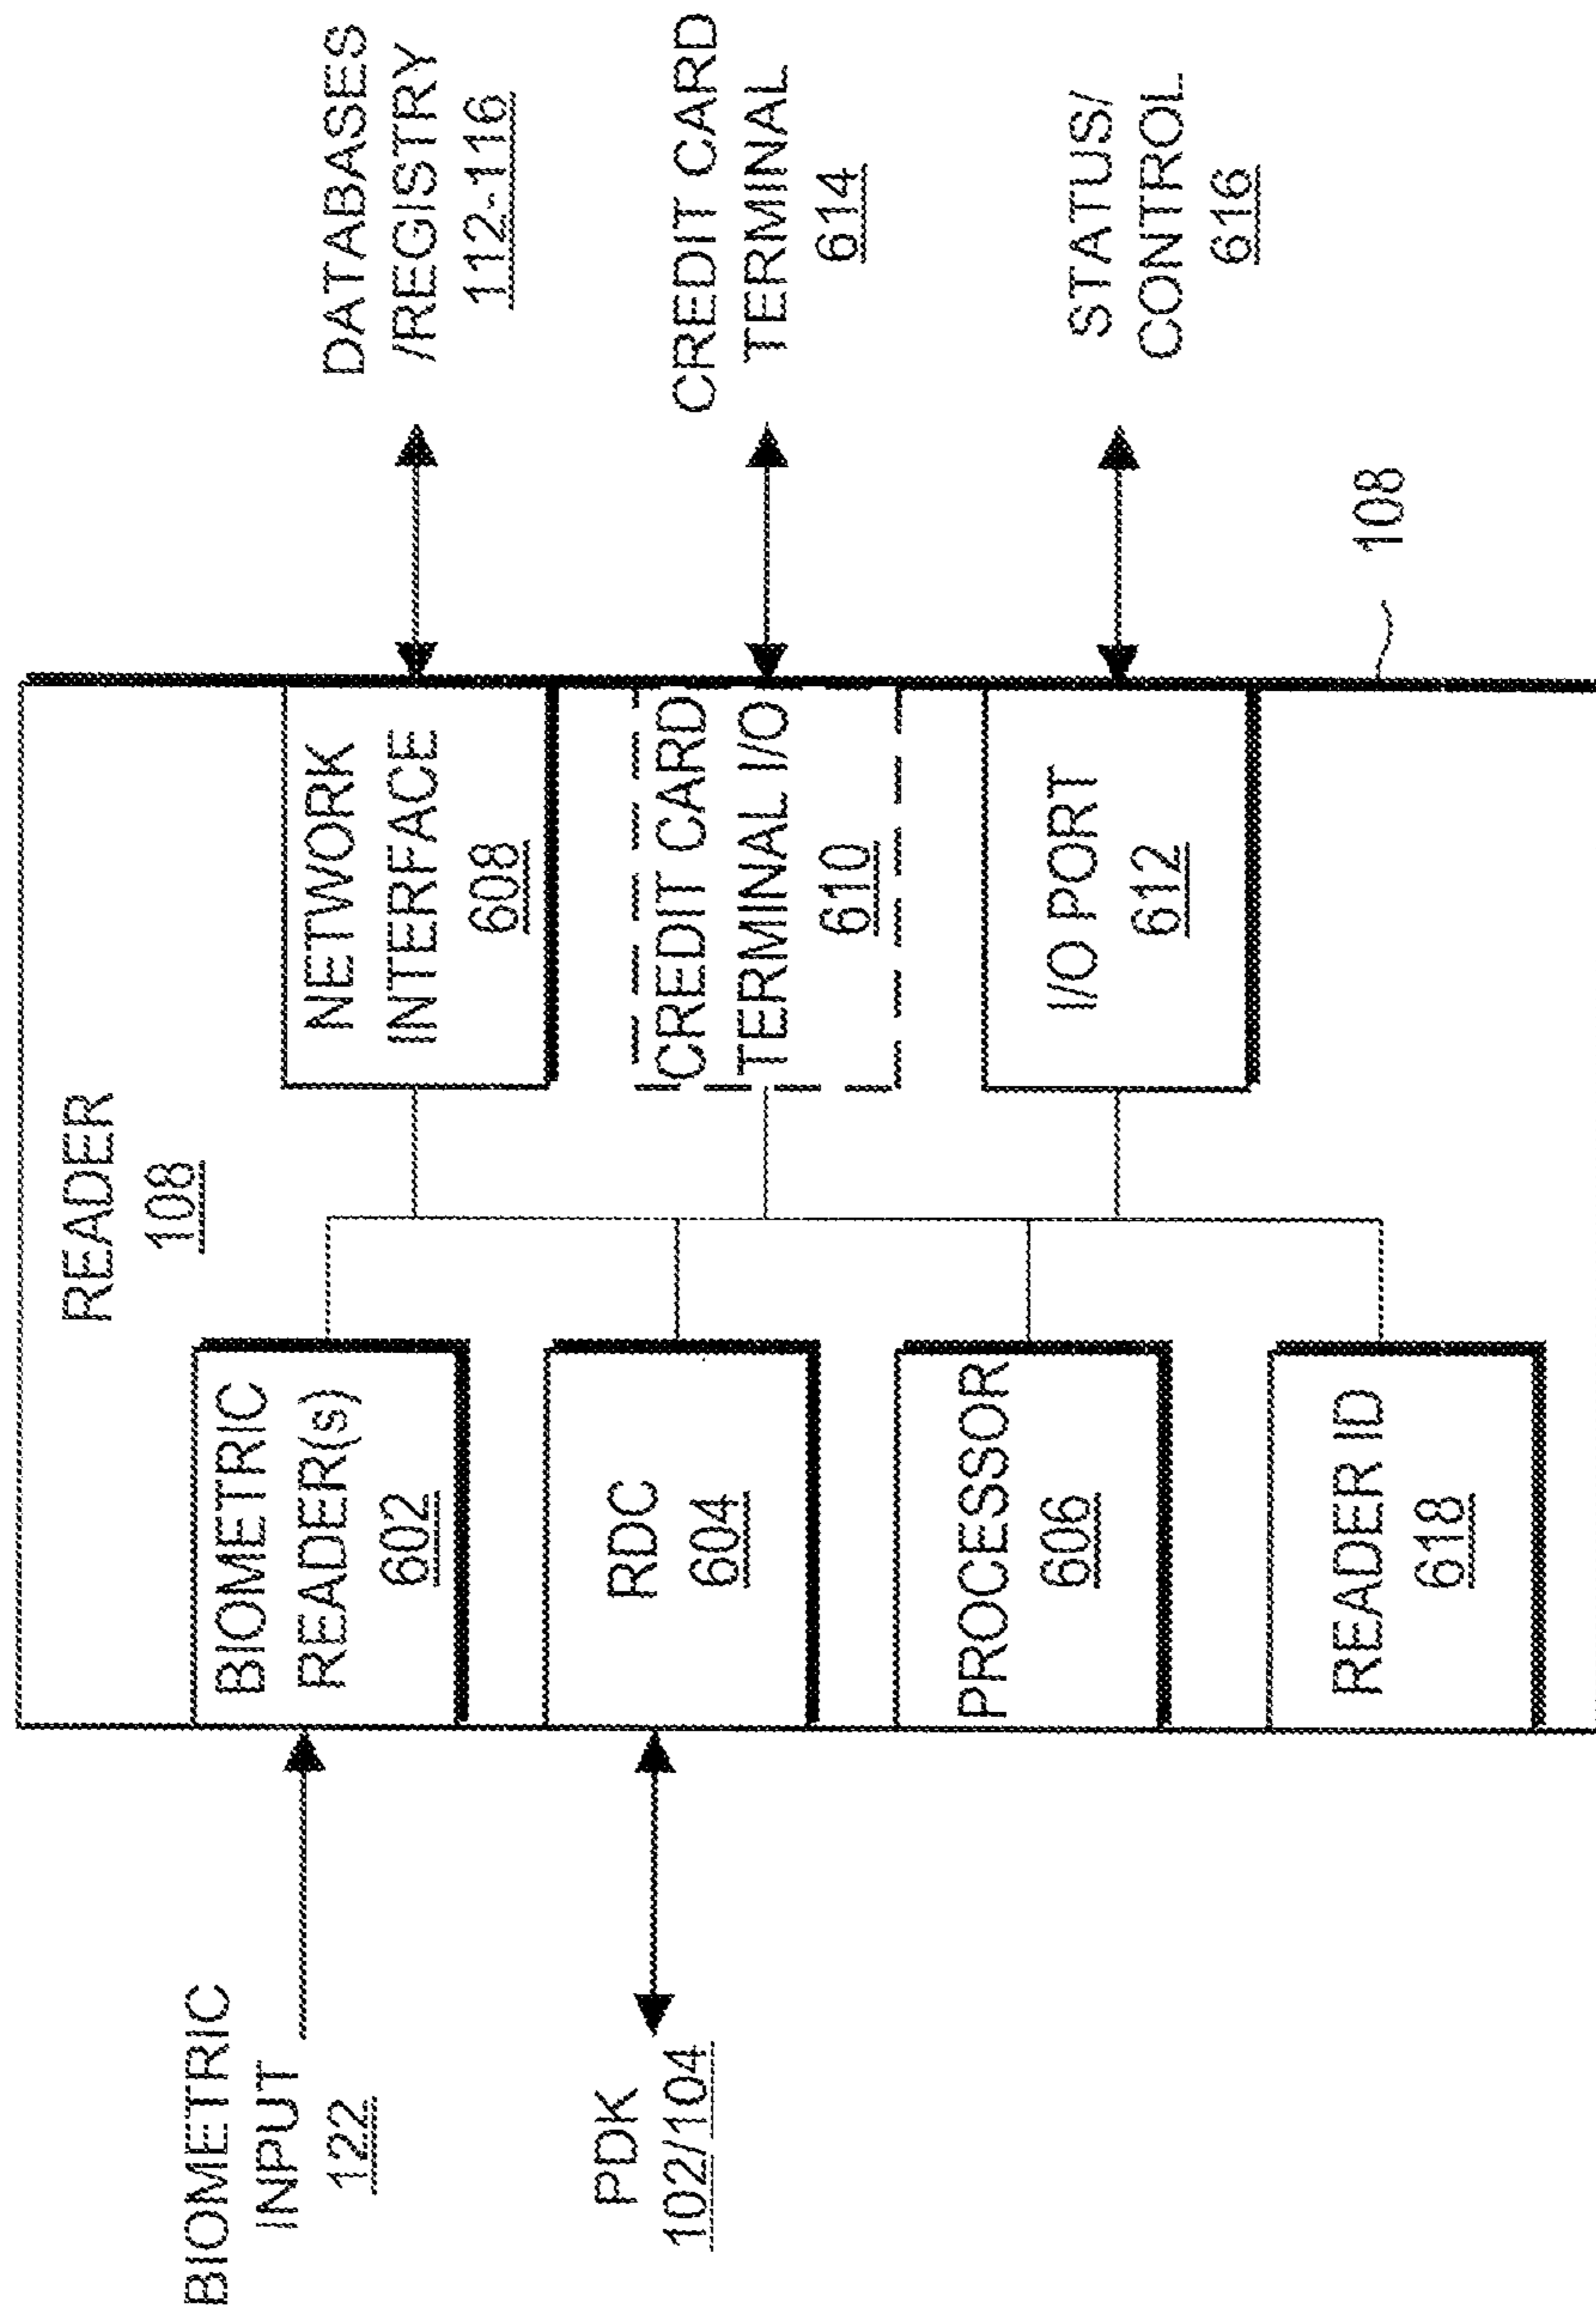 READER
108
BIOMETRIC
INPUT
122
BIOMETRIC
READER(s)
602
NETWORK
INTERFACE
608
DATABASES
/REGISTRY
112-116
PDK
102/104
RDC
604
CREDIT CARD
TERMINAL I/O
610
CREDIT CARD
TERMINAL
614
PROCESSOR
606
I/O PORT
612
STATUS/
CONTROL
616
READER ID
618
108